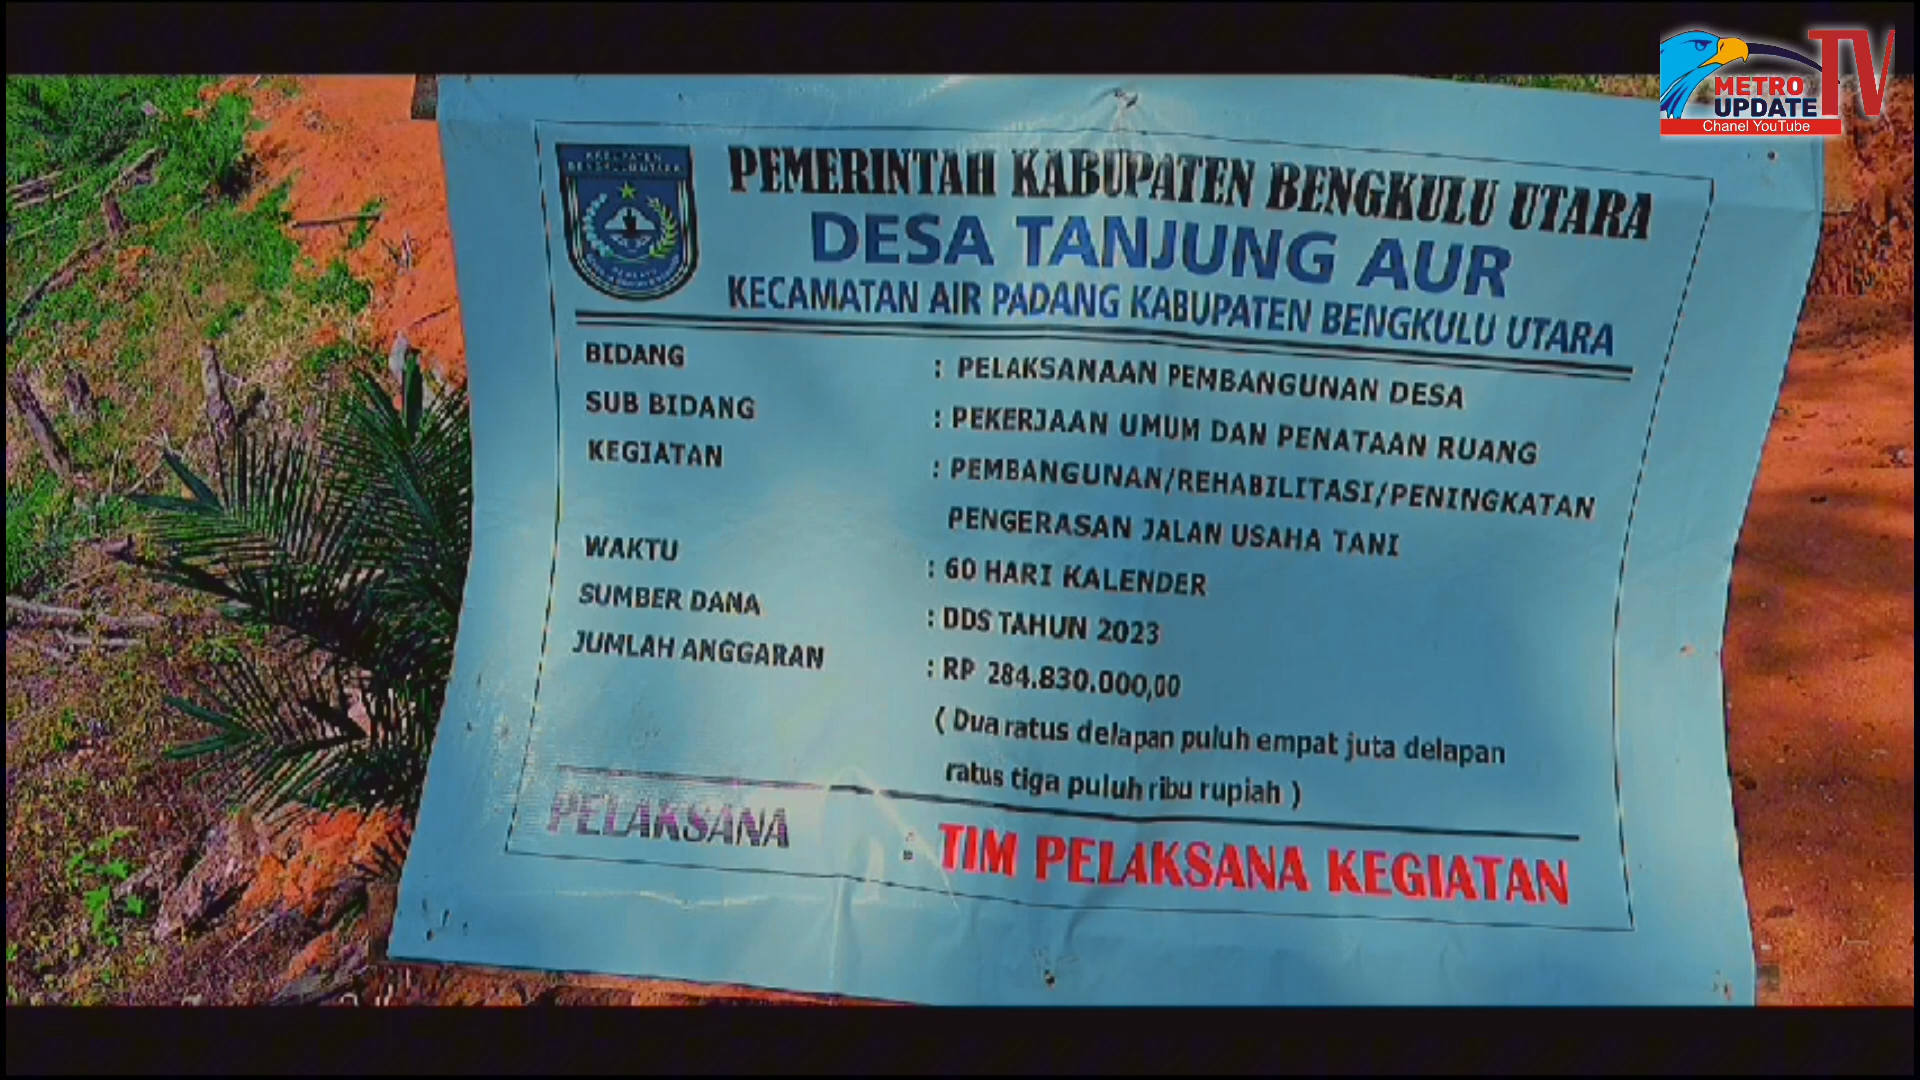 METRO
UPDATE
TV
Chanel YouTube
KABUPATEN
BENGKULU UTARA
PEMERINTAH KABUPATEN BENGKULU UTARA
DESA TANJUNG AUR
KECAMATAN AIR PADANG KABUPATEN BENGKULU UTARA
BIDANG : PELAKSANAAN PEMBANGUNAN DESA
SUB BIDANG : PEKERJAAN UMUM DAN PENATAAN RUANG
KEGIATAN : PEMBANGUNAN/REHABILITASI/PENINGKATAN
PENGERASAN JALAN USAHA TANI
WAKTU : 60 HARI KALENDER
SUMBER DANA : DDS TAHUN 2023
JUMLAH ANGGARAN : RP 284.830.000,00
( Dua ratus delapan puluh empat juta delapan
ratus tiga puluh ribu rupiah )
PELAKSANA : TIM PELAKSANA KEGIATAN